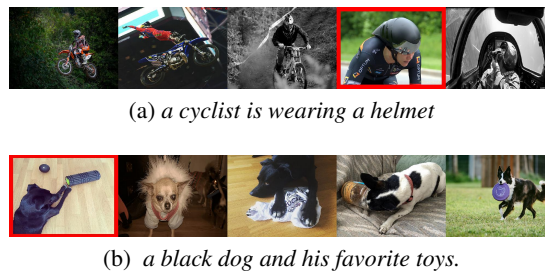 (a) a cyclist is wearing a helmet
(b) a black dog and his favorite toys.